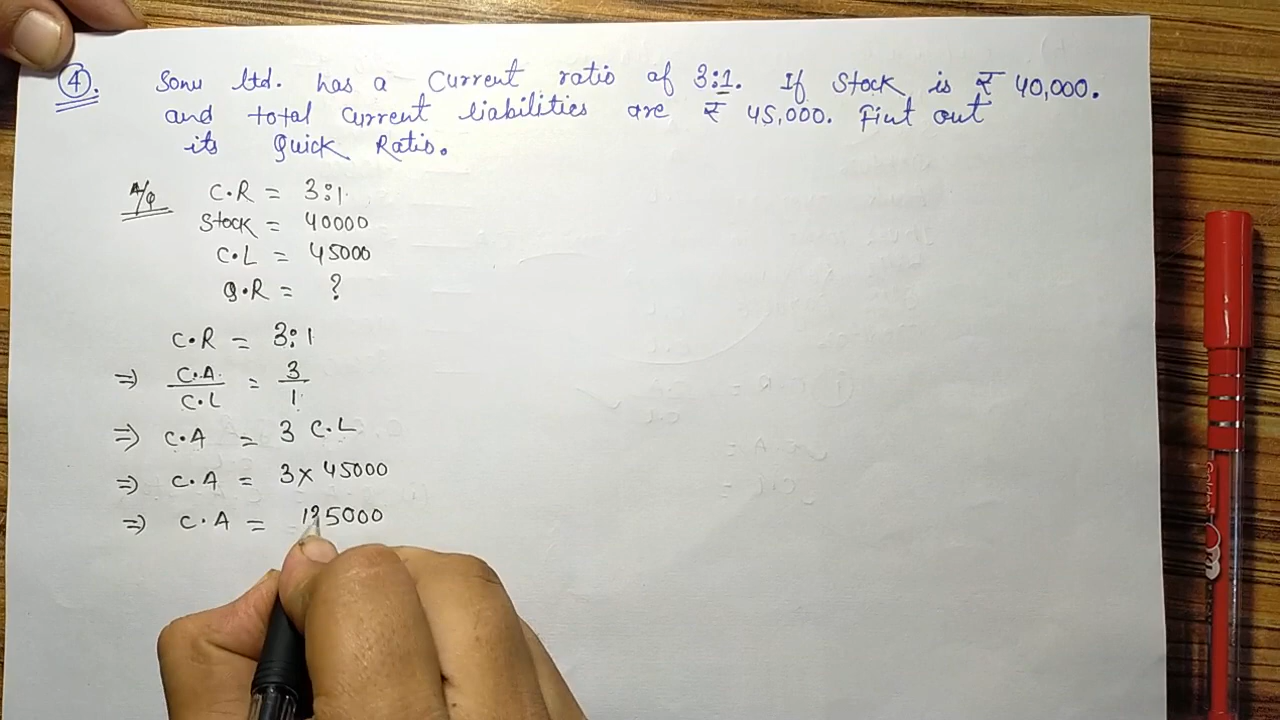 4. Sonu Ltd. has a Current ratio of 3:1. If Stock is ₹ 40,000.
and total Current liabilities are ₹ 45,000. Fint out
its Quick Ratio.
A/Q C.R = 3:1.
Stock = 40000
C.L = 45000
Q.R = ?
C.R = 3:1
⇒ C.A. / C.L = 3 / 1
⇒ C.A = 3 C.L
⇒ C.A = 3 × 45000
⇒ C.A = 135000